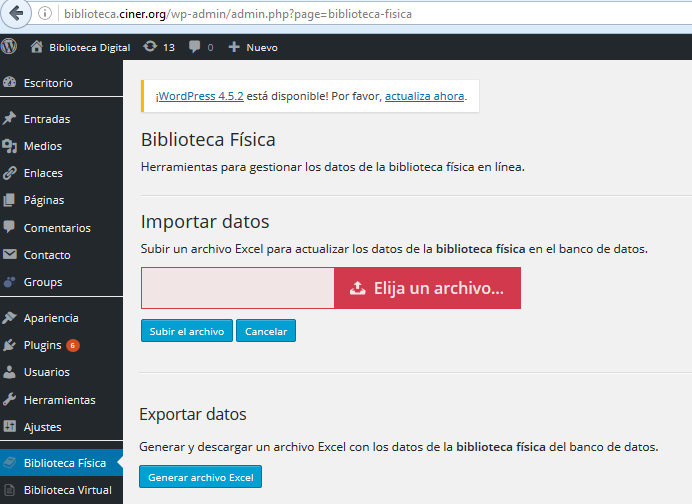 biblioteca.ciner.org/wp-admin/admin.php?page=biblioteca-fisica
Biblioteca Digital 13 0 + Nuevo
Escritorio
Entradas
Medios
Enlaces
Páginas
Comentarios
Contacto
Groups
Apariencia
Plugins 6
Usuarios
Herramientas
Ajustes
Biblioteca Física
Biblioteca Virtual
¡WordPress 4.5.2 está disponible! Por favor, actualiza ahora.
Biblioteca Física
Herramientas para gestionar los datos de la biblioteca física en línea.
Importar datos
Subir un archivo Excel para actualizar los datos de la biblioteca física en el banco de datos.
Elija un archivo...
Subir el archivo Cancelar
Exportar datos
Generar y descargar un archivo Excel con los datos de la biblioteca física del banco de datos.
Generar archivo Excel